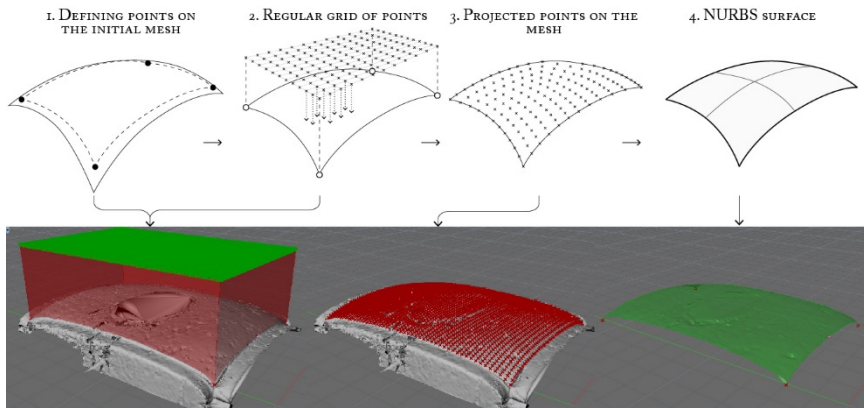 1. Defining points on
the initial mesh
2. Regular grid of points
3. Projected points on the
mesh
4. NURBS surface